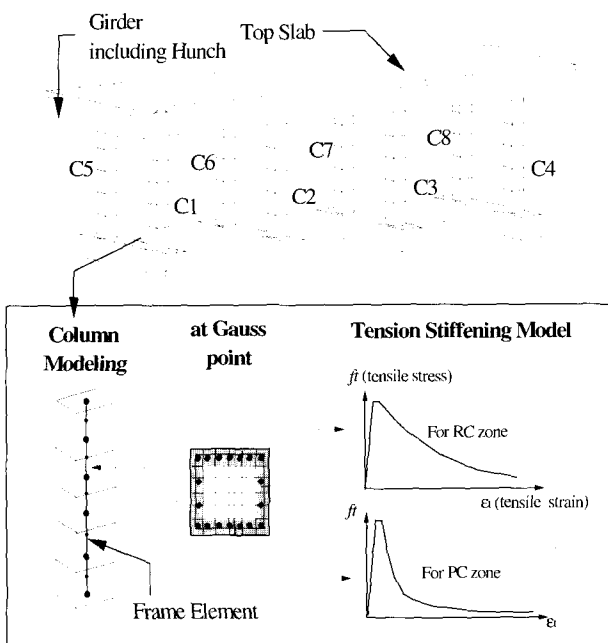 Girder
including Hunch
Top Slab
C5
C6
C7
C8
C4
C1
C2
C3
Column
Modeling
at Gauss
point
Tension Stiffening Model
ft (tensile stress)
For RC zone
εt (tensile strain)
ft
For PC zone
εt
Frame Element